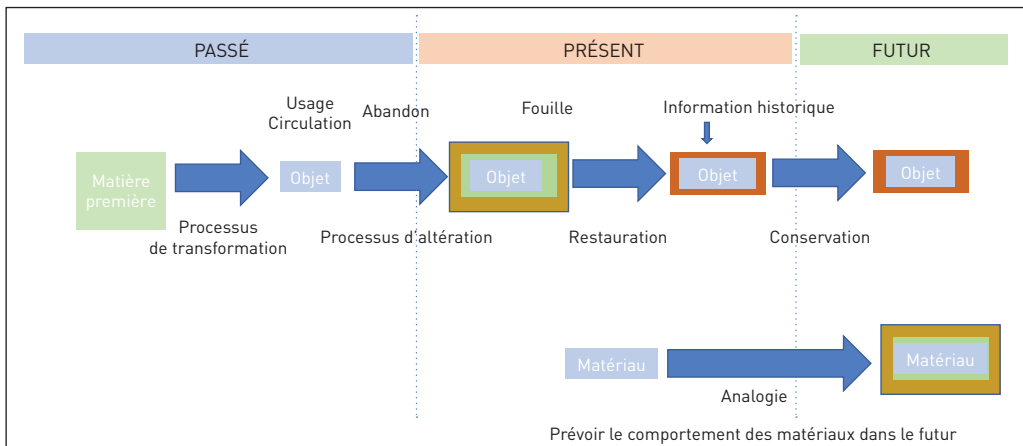 PASSÉ
PRÉSENT
FUTUR
Usage
Circulation
Abandon
Fouille
Information historique
Matière
première
Objet
Objet
Objet
Objet
Processus
de transformation
Processus d'altération
Restauration
Conservation
Matériau
Matériau
Analogie
Prévoir le comportement des matériaux dans le futur